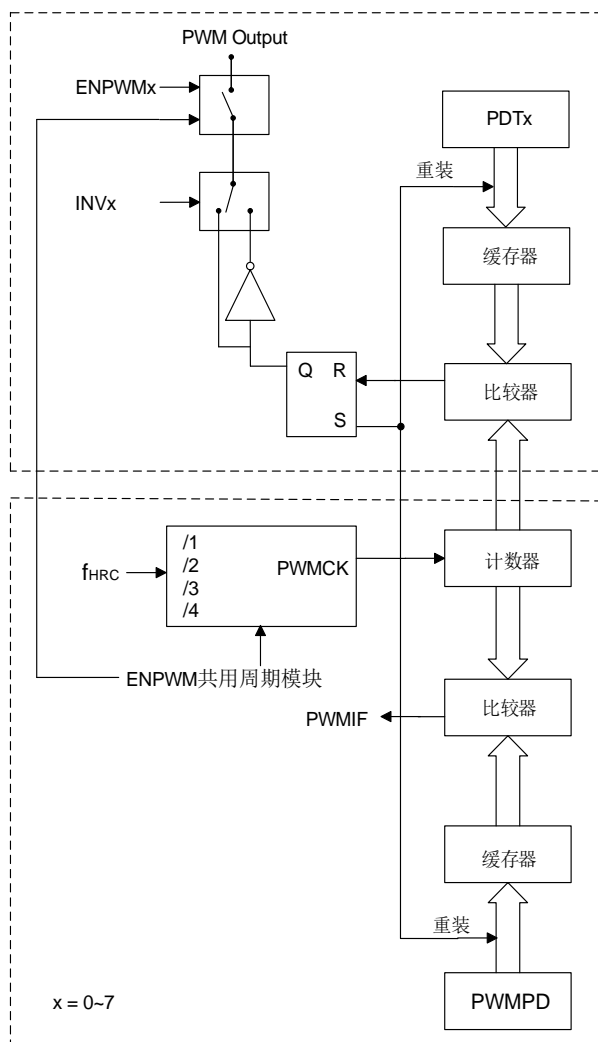 PWM Output
ENPWMx
PDTx
重装
INVx
缓存器
Q R
S
比较器
fHRC
/1
/2
/3
/4
PWMCK
计数器
ENPWM共用周期模块
PWMIF
比较器
缓存器
重装
x = 0~7
PWMPD